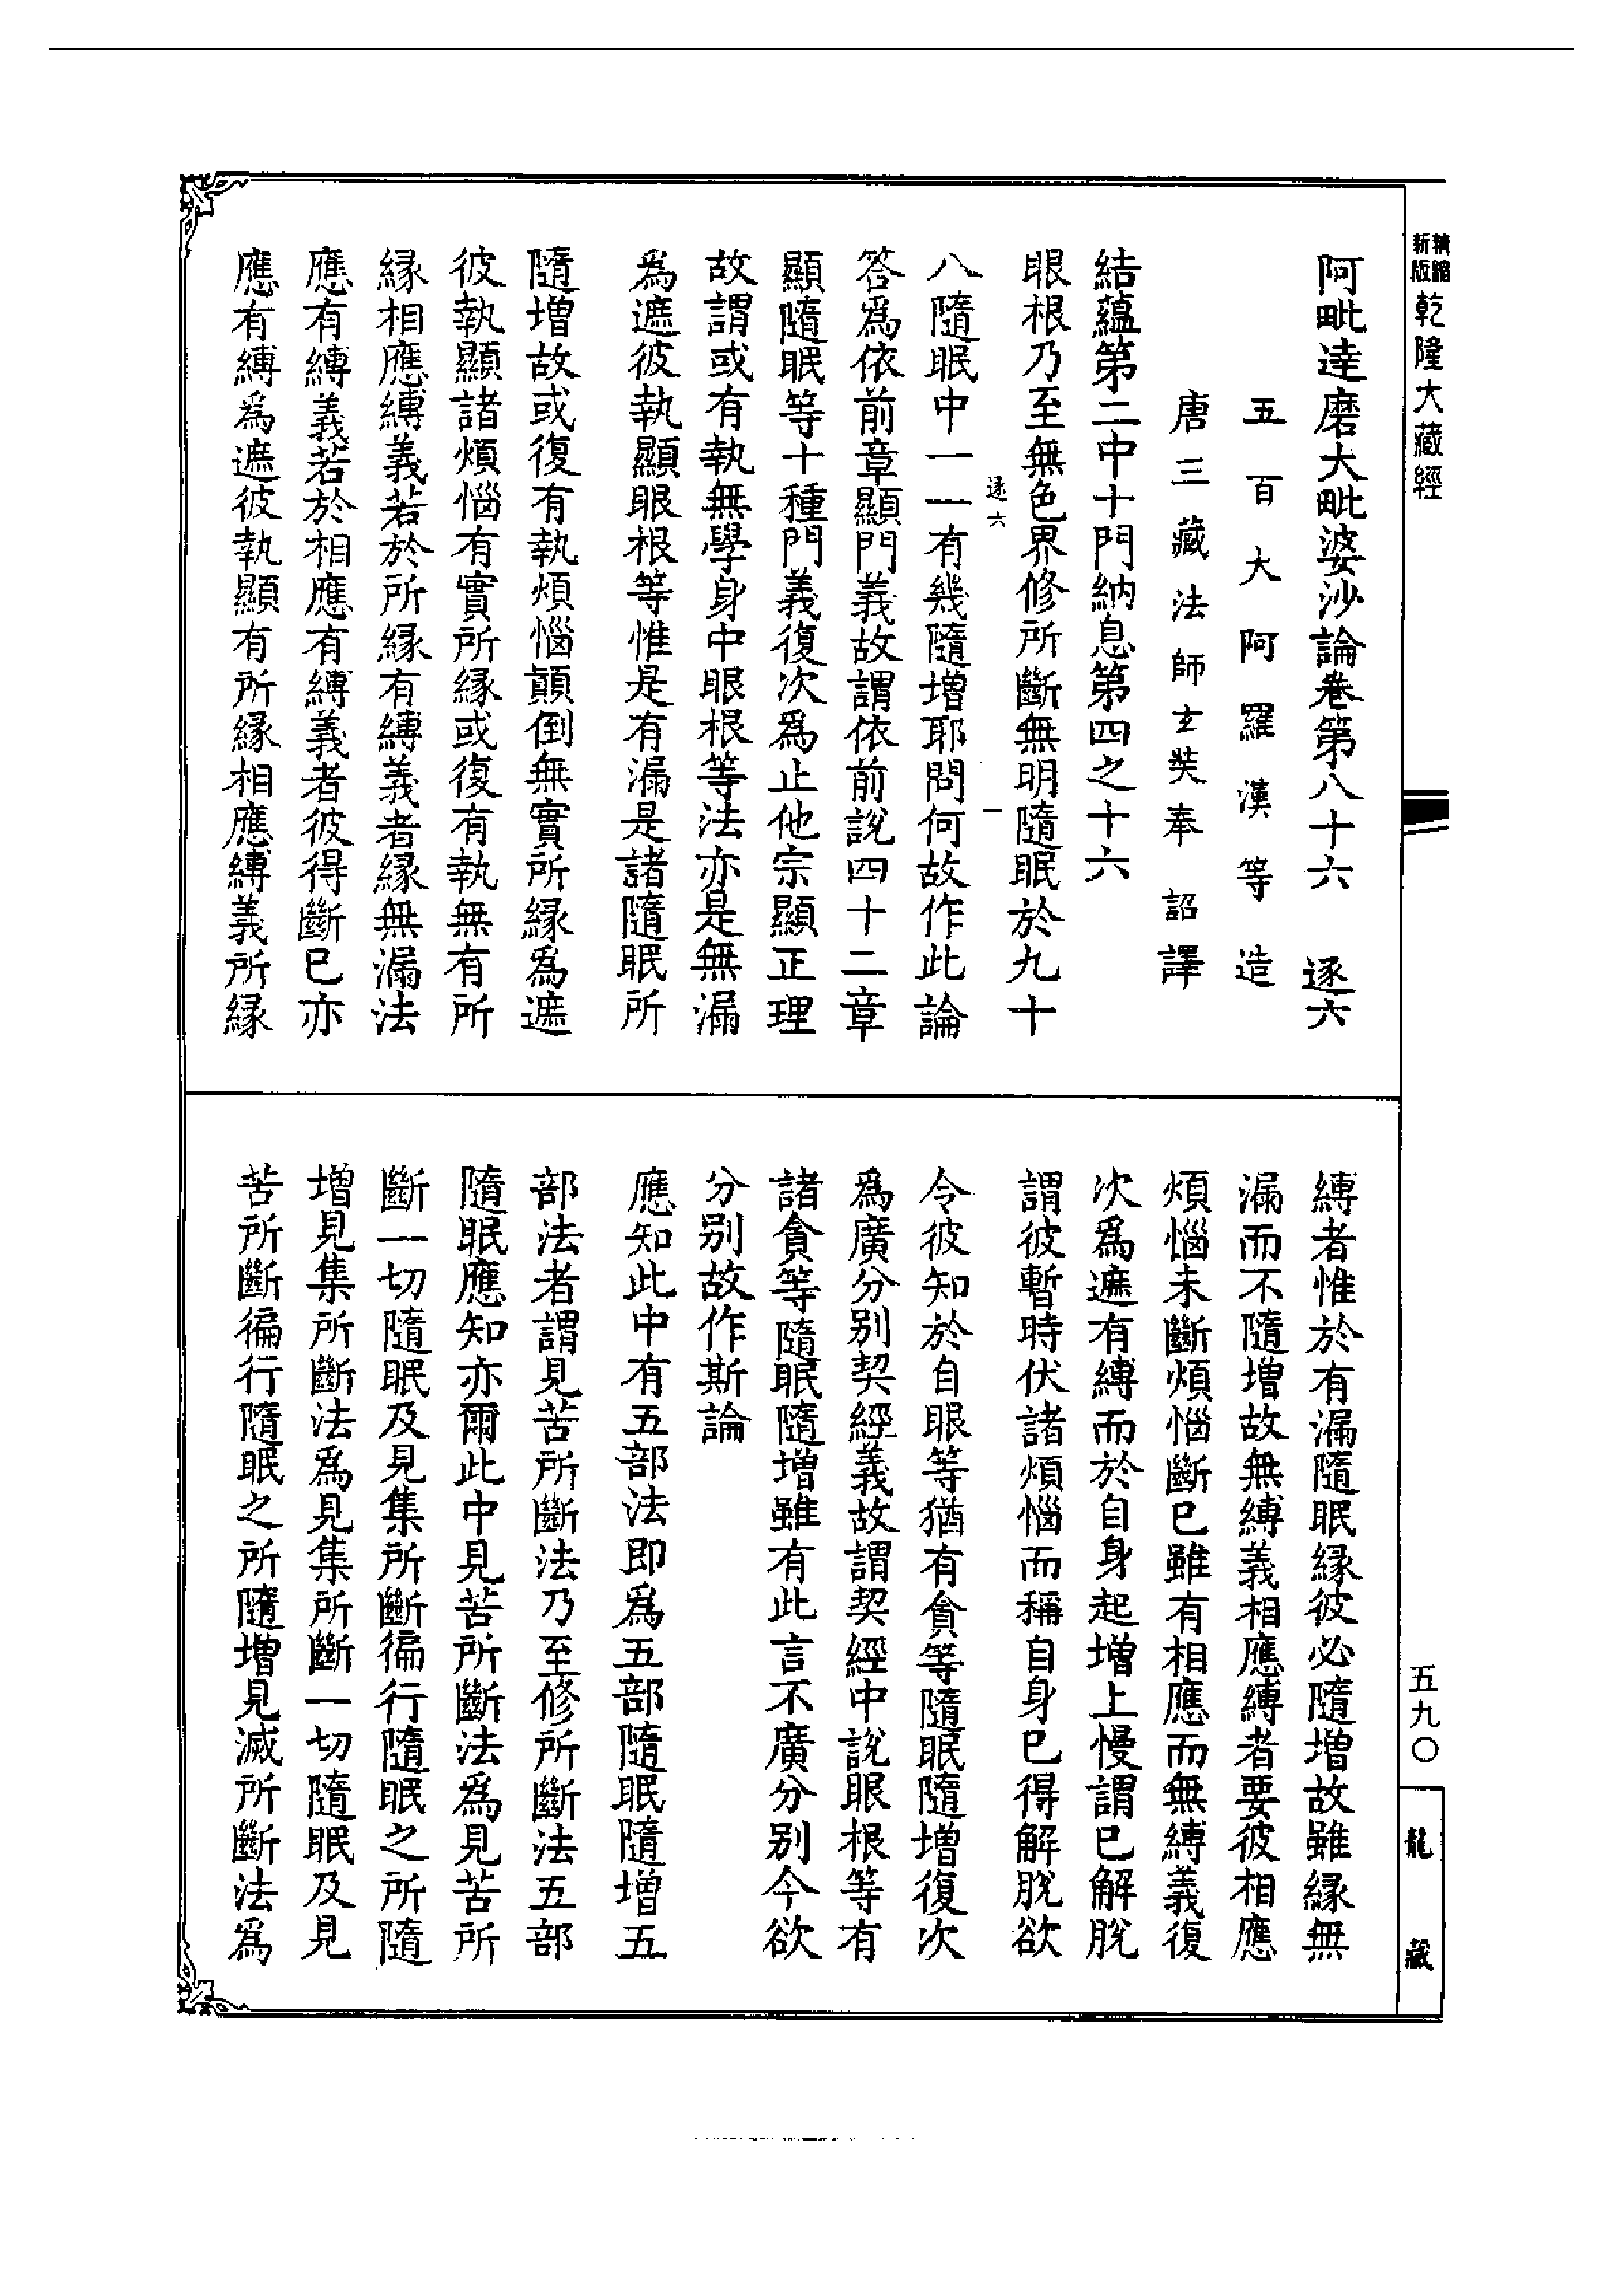 新版精縮
乾隆大藏經
阿毗達磨大毗婆沙論卷第八十六 逐六
五百大阿羅漢等造
唐三藏法師玄奘奉 詔譯
結蘊第二中十門納息第四之十六
眼根乃至無色界修所斷無明隨眠於九十
逐六 一
八隨眠中一一有幾隨增耶問何故作此論
答爲依前章顯門義故謂依前說四十二章
顯隨眠等十種門義復次爲止他宗顯正理
故謂或有執無學身中眼根等法亦是無漏
爲遮彼執顯眼根等惟是有漏是諸隨眠所
隨增故或復有執煩惱顛倒無實所緣爲遮
彼執顯諸煩惱有實所緣或復有執無有所
緣相應縛義若於所緣有縛義者緣無漏法
應有縛義若於相應有縛義者彼得斷已亦
應有縛爲遮彼執顯有所緣相應縛義所緣
縛者惟於有漏隨眠緣彼必隨增故雖緣無
漏而不隨增故無縛義相應縛者要彼相應
煩惱未斷煩惱斷已雖有相應而無縛義復
次爲遮有縛而於自身起增上慢謂已解脫
謂彼暫時伏諸煩惱而稱自身已得解脫欲
令彼知於自眼等猶有貪等隨眠隨增復次
爲廣分別契經義故謂契經中說眼根等有
諸貪等隨眠隨增雖有此言不廣分別今欲
分別故作斯論
應知此中有五部法即爲五部隨眠隨增五
部法者謂見苦所斷法乃至修所斷法五部
隨眠應知亦爾此中見苦所斷法爲見苦所
斷一切隨眠及見集所斷徧行隨眠之所隨
增見集所斷法爲見集所斷一切隨眠及見
苦所斷徧行隨眠之所隨增見滅所斷法爲
五九〇
龍藏